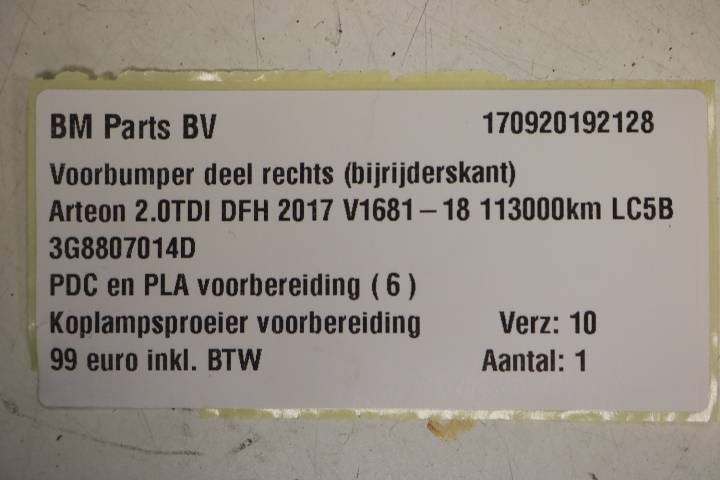 BM Parts BV 170920192128
Voorbumper deel rechts (bijrijderskant)
Arteon 2.0TDI DFH 2017 V1681-18 113000km LC5B
3G8807014D
PDC en PLA voorbereiding ( 6 )
Koplampsproeier voorbereiding Verz: 10
99 euro inkl. BTW Aantal: 1